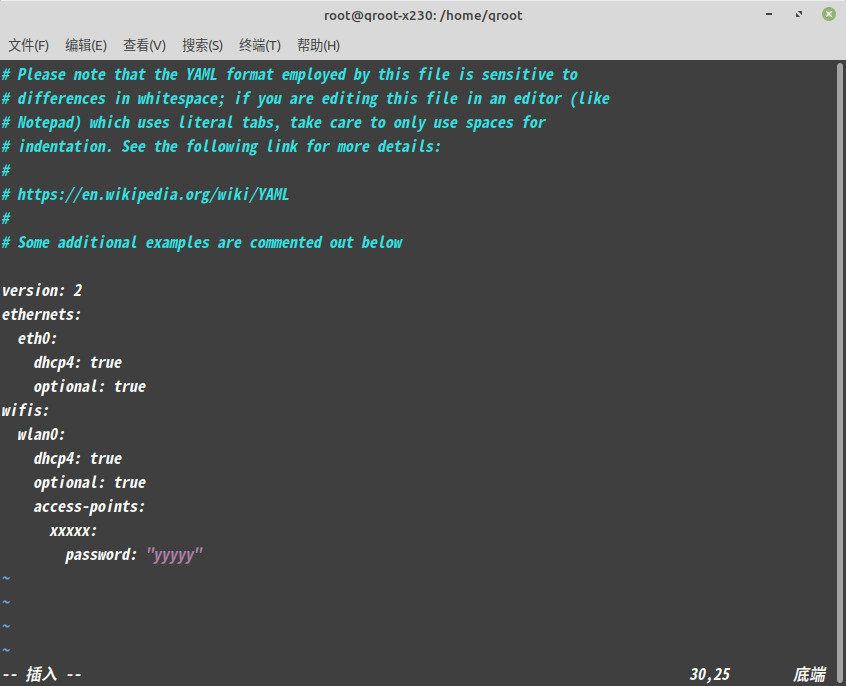 root@qroot-x230: /home/qroot
文件(F) 编辑(E) 查看(V) 搜索(S) 终端(T) 帮助(H)
# Please note that the YAML format employed by this file is sensitive to
# differences in whitespace; if you are editing this file in an editor (like
# Notepad) which uses literal tabs, take care to only use spaces for
# indentation. See the following link for more details:
#
# https://en.wikipedia.org/wiki/YAML
#
# Some additional examples are commented out below

version: 2
ethernets:
  eth0:
    dhcp4: true
    optional: true
wifis:
  wlan0:
    dhcp4: true
    optional: true
    access-points:
      xxxxx:
        password: "yyyyy"
~
~
~
~
-- 插入 -- 30,25 底端